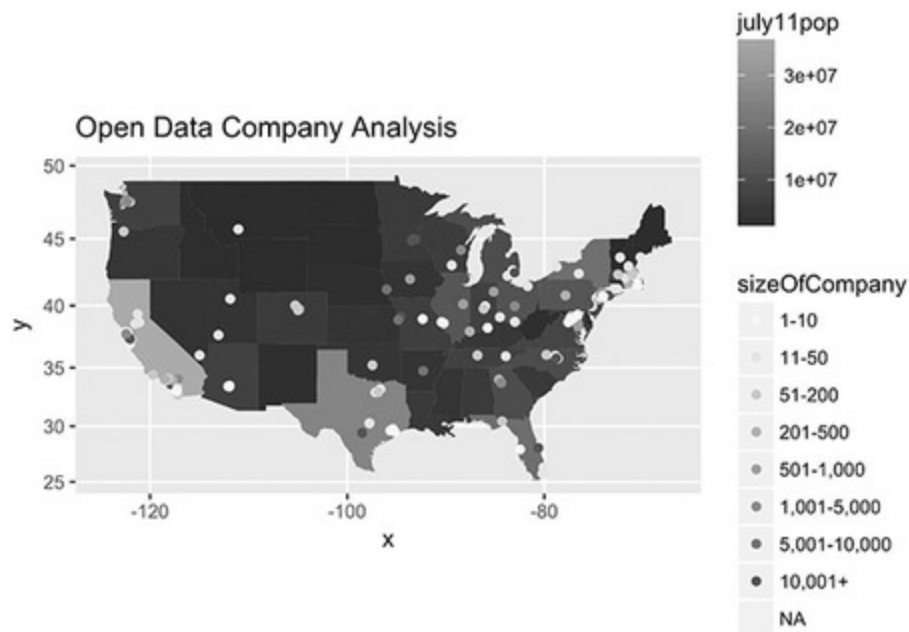 Open Data Company Analysis
50
45
40
35
30
25
y
-120
-100
-80
x
july11pop
3e+07
2e+07
1e+07
sizeOfCompany
1-10
11-50
51-200
201-500
501-1,000
1,001-5,000
5,001-10,000
10,001+
NA